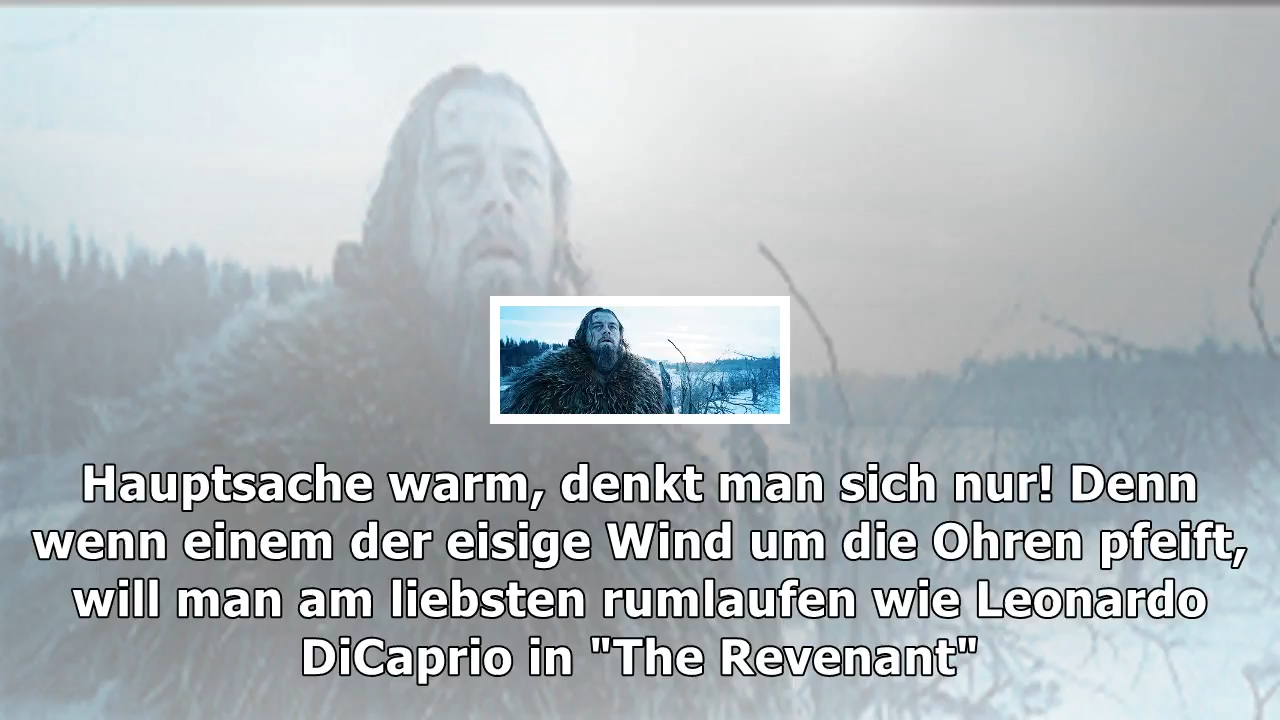 Hauptsache warm, denkt man sich nur! Denn
wenn einem der eisige Wind um die Ohren pfeift,
will man am liebsten rumlaufen wie Leonardo
DiCaprio in "The Revenant"